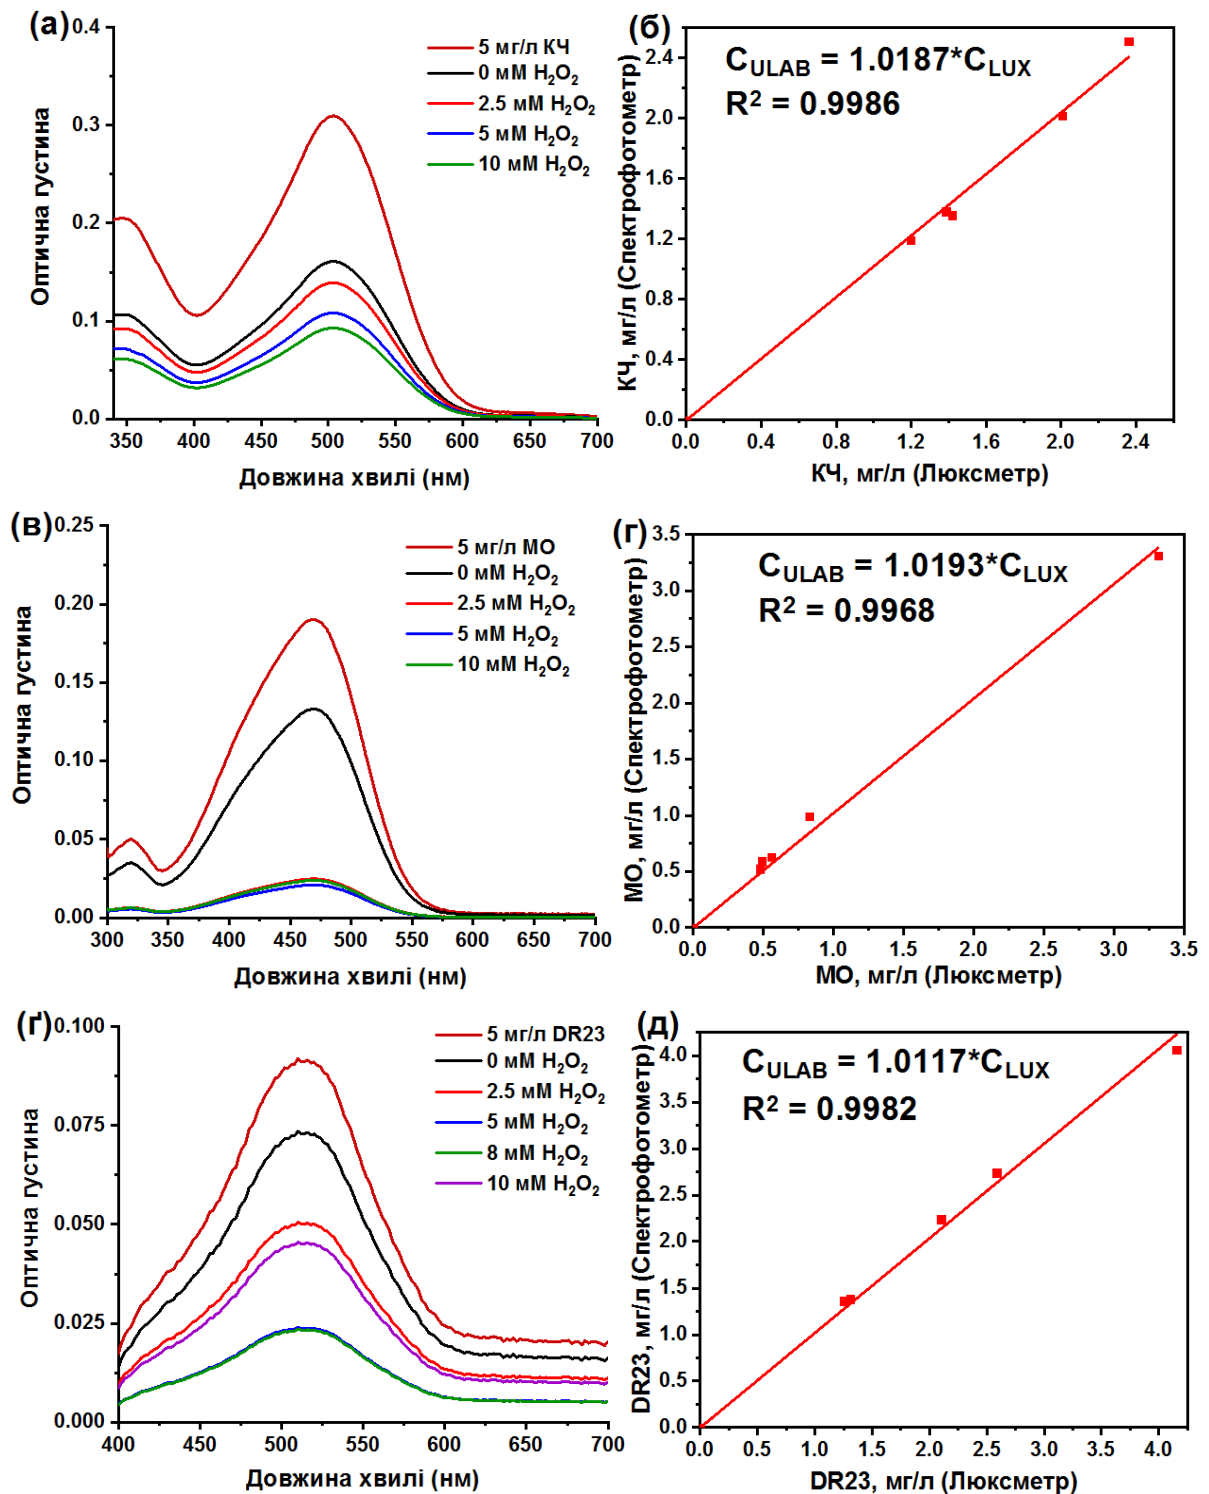 (а)
0.4
0.3
0.2
0.1
0.0
Оптична густина
5 мг/л КЧ
0 мМ H₂O₂
2.5 мМ H₂O₂
5 мМ H₂O₂
10 мМ H₂O₂
350 400 450 500 550 600 650 700
Довжина хвилі (нм)
(б)
C_ULAB = 1.0187*C_LUX
R² = 0.9986
2.4
2.0
1.6
1.2
0.8
0.4
0.0
КЧ, мг/л (Спектрофотометр)
0.0 0.4 0.8 1.2 1.6 2.0 2.4
КЧ, мг/л (Люксметр)
(в)
0.25
0.20
0.15
0.10
0.05
0.00
Оптична густина
5 мг/л МО
0 мМ H₂O₂
2.5 мМ H₂O₂
5 мМ H₂O₂
10 мМ H₂O₂
300 350 400 450 500 550 600 650 700
Довжина хвилі (нм)
(г)
C_ULAB = 1.0193*C_LUX
R² = 0.9968
3.5
3.0
2.5
2.0
1.5
1.0
0.5
0.0
МО, мг/л (Спектрофотометр)
0.0 0.5 1.0 1.5 2.0 2.5 3.0 3.5
МО, мг/л (Люксметр)
(ґ)
0.100
0.075
0.050
0.025
0.000
Оптична густина
5 мг/л DR23
0 мМ H₂O₂
2.5 мМ H₂O₂
5 мМ H₂O₂
8 мМ H₂O₂
10 мМ H₂O₂
400 450 500 550 600 650 700
Довжина хвилі (нм)
(д)
C_ULAB = 1.0117*C_LUX
R² = 0.9982
4.0
3.5
3.0
2.5
2.0
1.5
1.0
0.5
0.0
DR23, мг/л (Спектрофотометр)
0.0 0.5 1.0 1.5 2.0 2.5 3.0 3.5 4.0
DR23, мг/л (Люксметр)